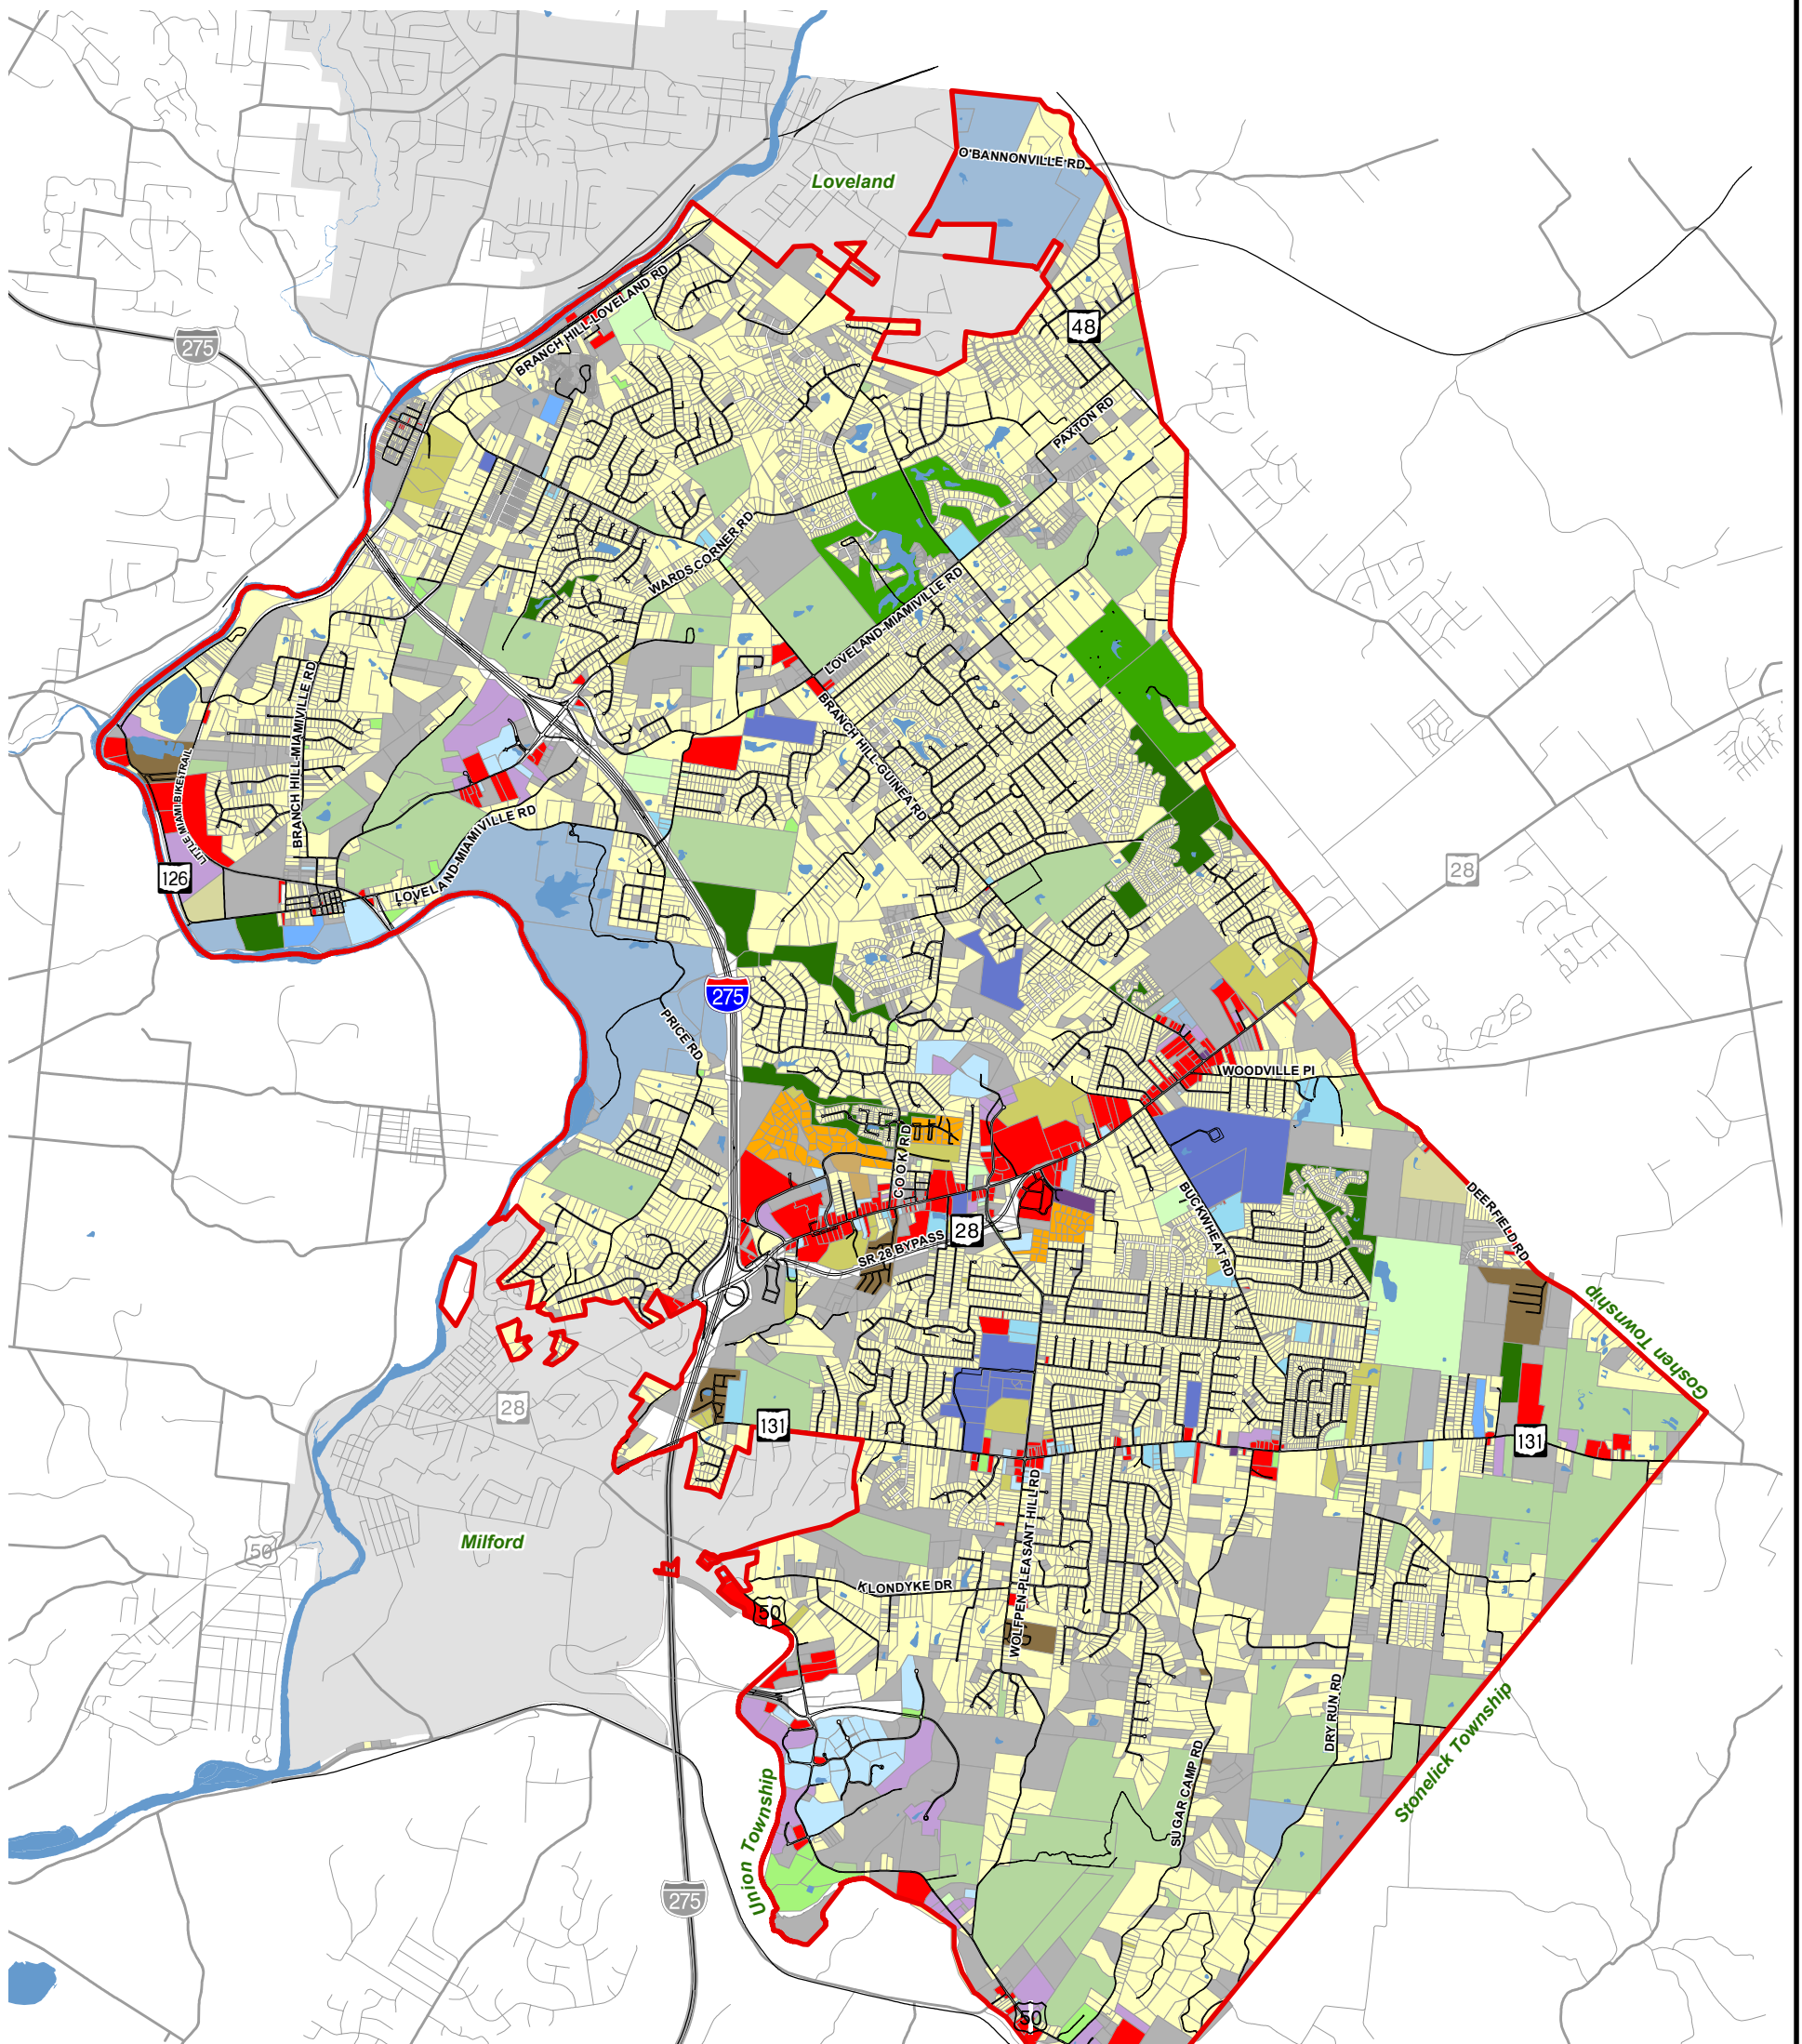 Loveland
O'BANNONVILLE RD
48
275
BRANCH HILL-LOVELAND RD
PAXTON RD
WARDS CORNER RD
LOVELAND-MIAMIVILLE RD
BRANCH HILL-MIAMIVILLE RD
BRANCH HILL-GUINEA RD
LITTLE MIAMI BIKE TRAIL
LOVELAND-MIAMIVILLE RD
126
28
275
PRICE RD
WOODVILLE PI
COOK RD
BUCKWHEAT RD
DEERFIELD RD
28
SR 28 BYPASS
Goshen Township
28
131
131
Milford
50
WOLFPEN-PLEASANT HILL RD
KLONDYKE DR
50
DRY RUN RD
SUGAR CAMP RD
Stonelick Township
Union Township
275
50